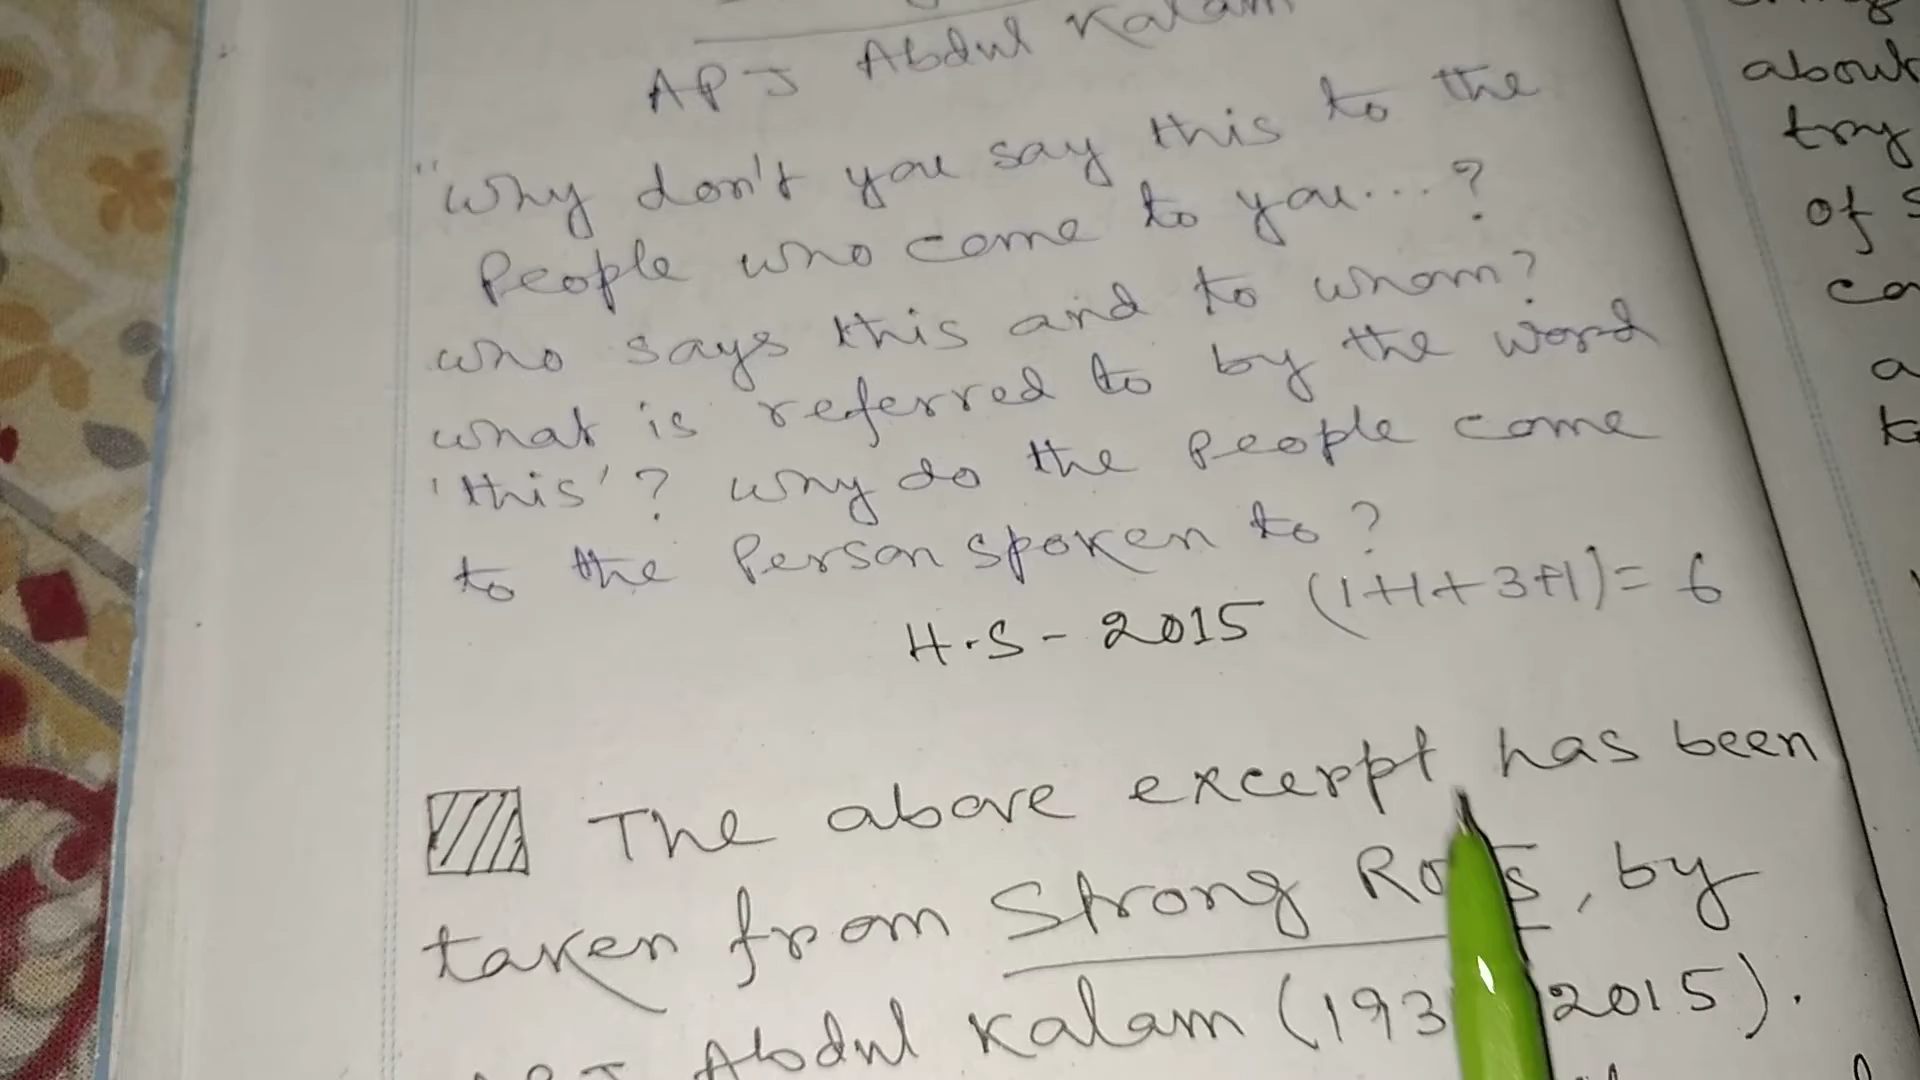 APJ Abdul Kalam
"Why don't you say this to the
People who come to you...?
who says this and to whom?
what is referred to by the word
'this'? why do the people come
to the Person spoken to?
H.S - 2015 (1+1+3+1)= 6
The above excerpt has been
taken from Strong Roots, by
APJ Abdul Kalam (193 2015).
about
try
of
a